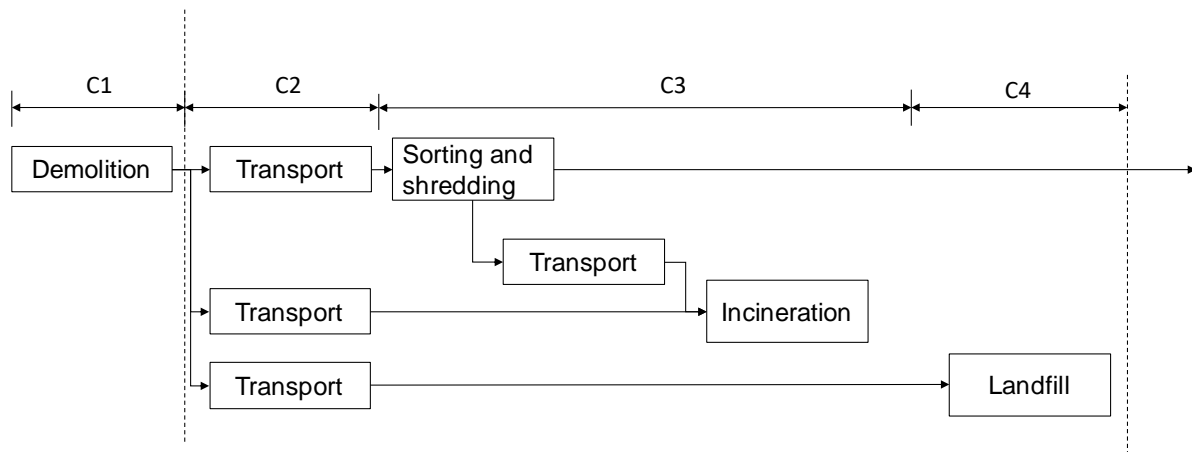 C1
C2
C3
C4
Demolition
Transport
Sorting and
shredding
Transport
Transport
Incineration
Transport
Landfill